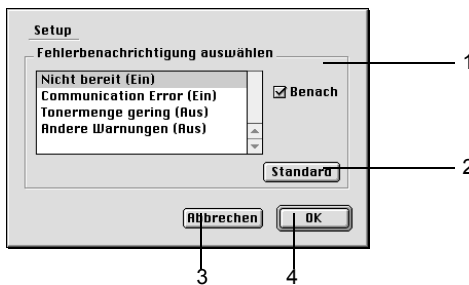 Setup
Fehlerbenachrichtigung auswählen
Nicht bereit (Ein)
Communication Error (Ein)
Tonermenge gering (Aus)
Andere Warnungen (Aus)
Benach
Standard
Abbrechen
OK
1
2
3
4